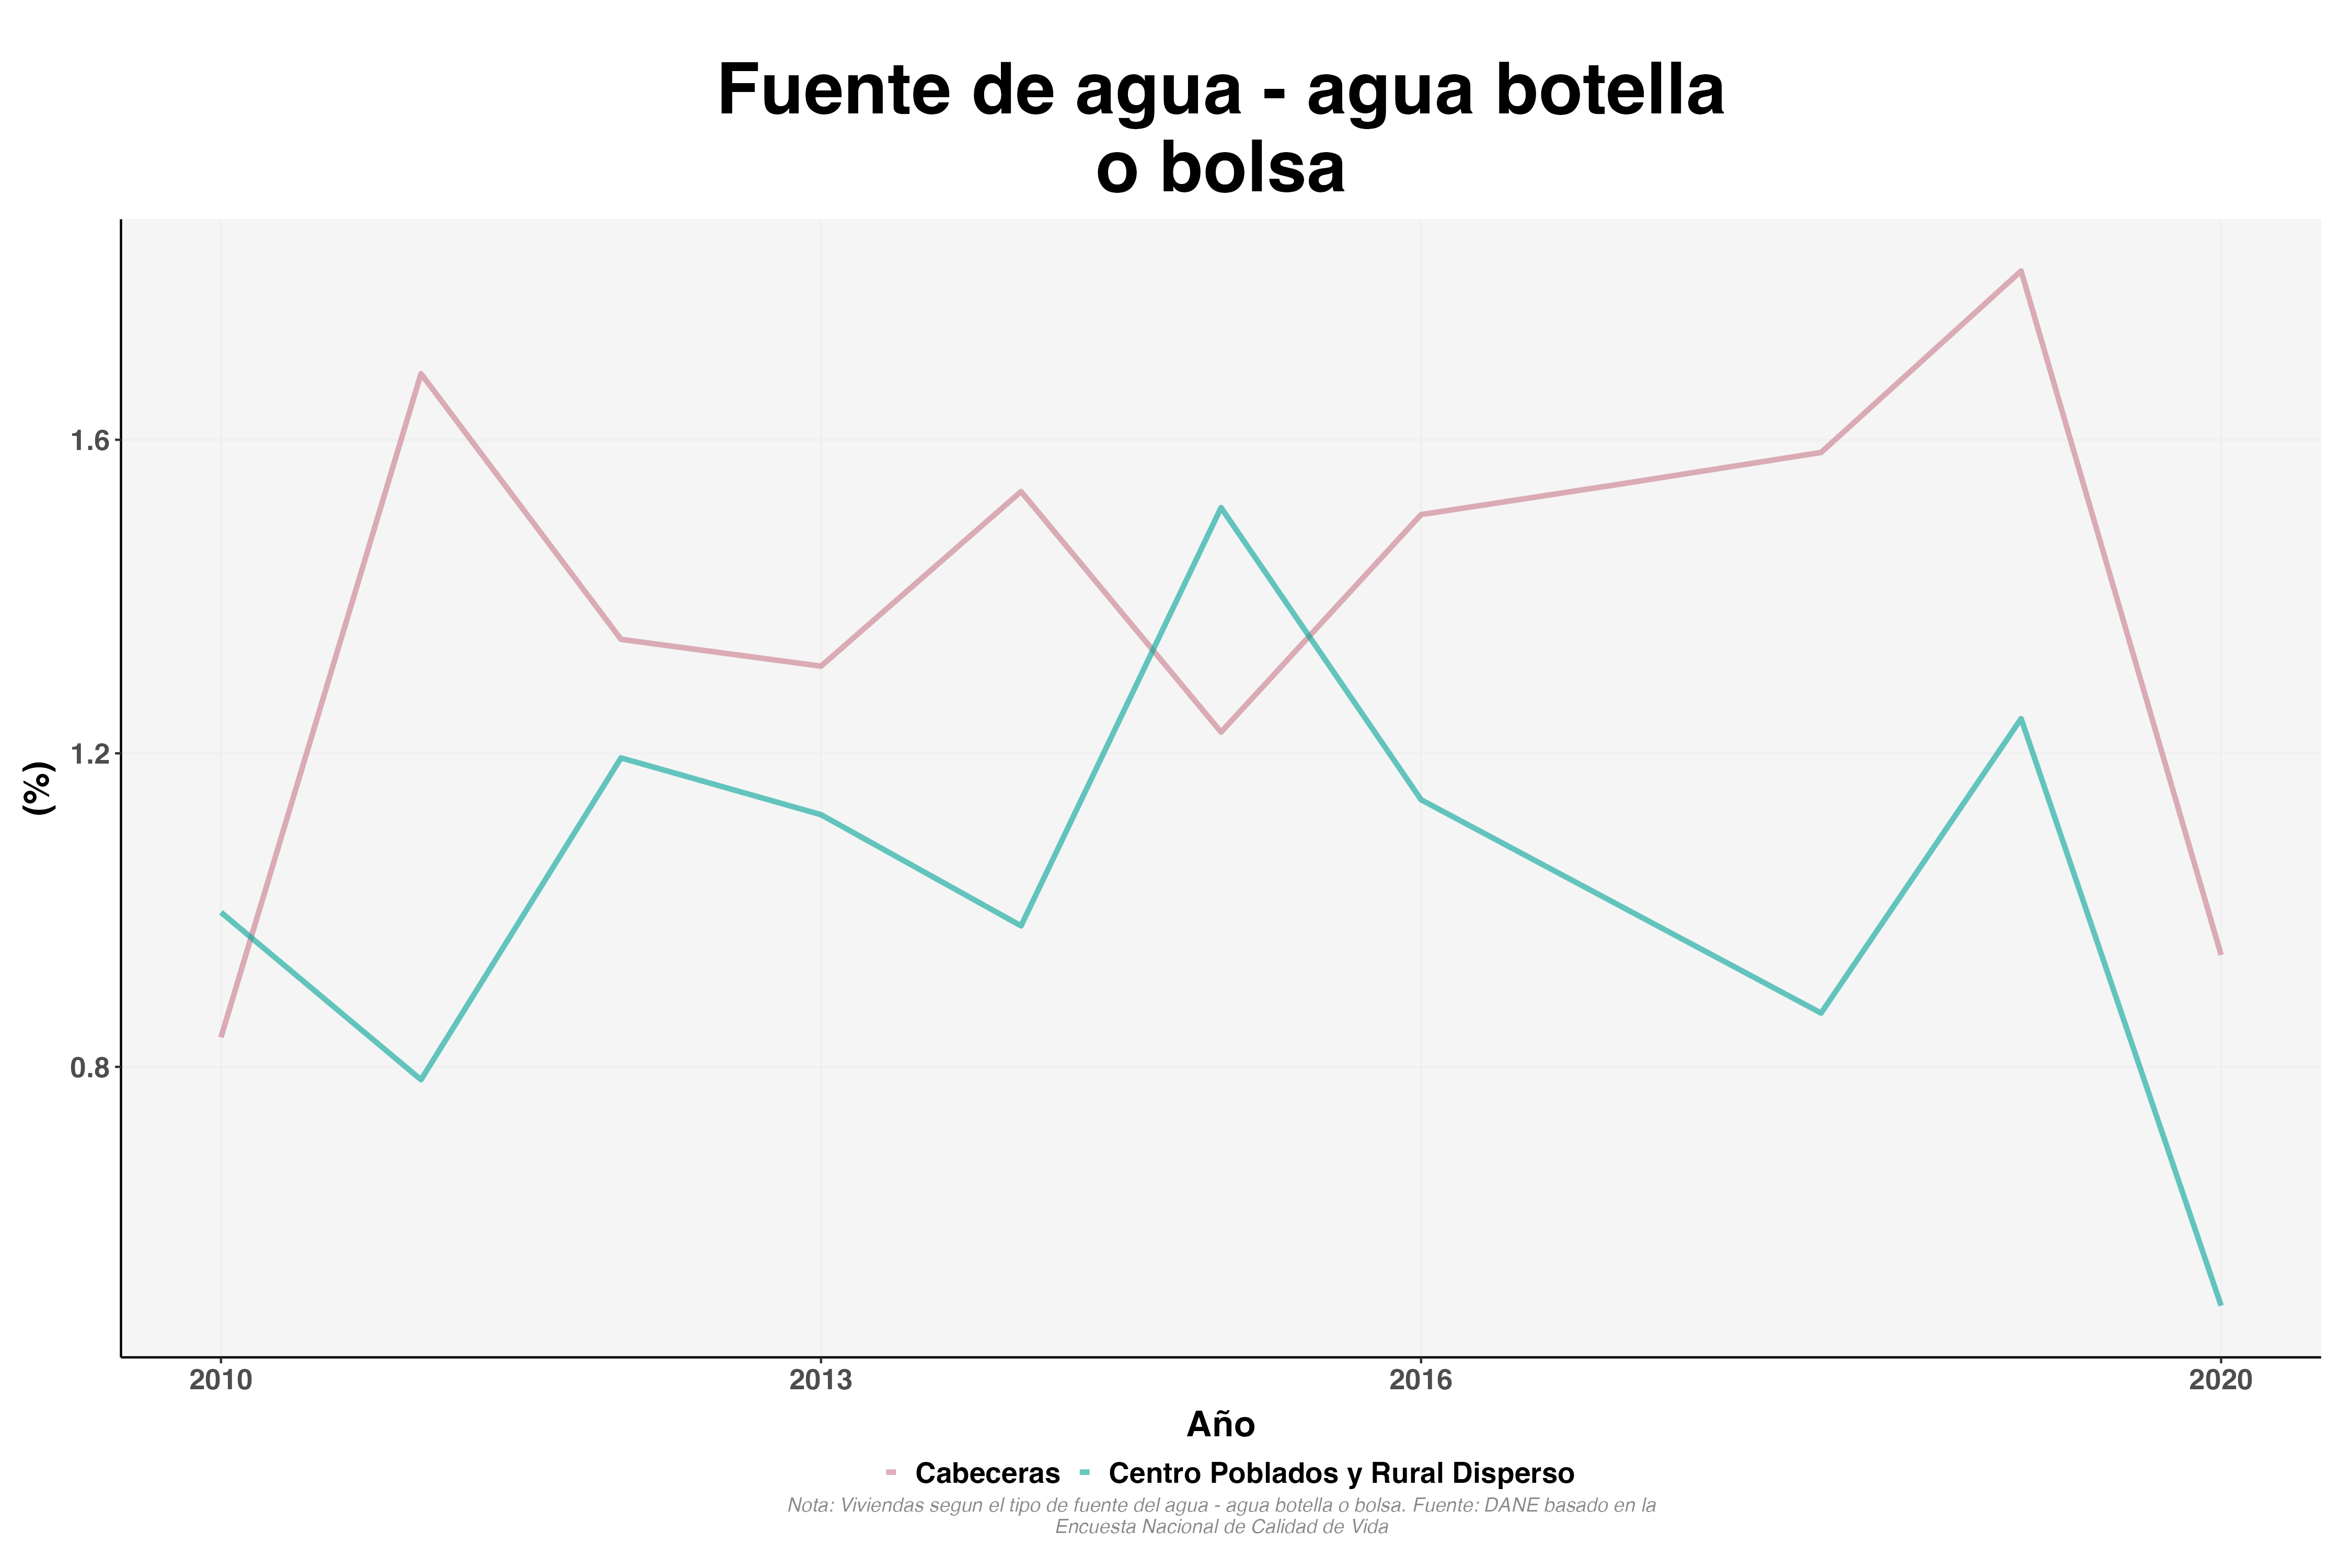 Fuente de agua - agua botella
o bolsa
(%)
1.6
1.2
0.8
2010 2013 2016 2020
Año
Cabeceras Centro Poblados y Rural Disperso
Nota: Viviendas segun el tipo de fuente del agua - agua botella o bolsa. Fuente: DANE basado en la
Encuesta Nacional de Calidad de Vida